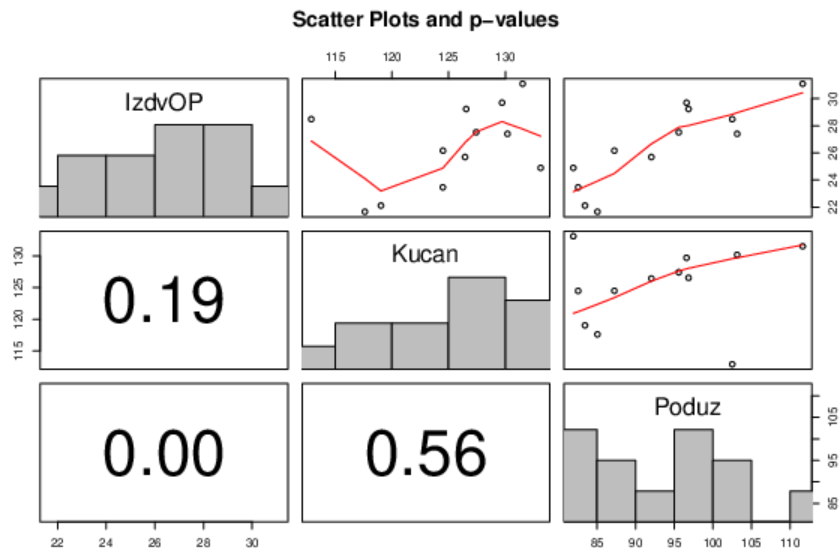 Scatter Plots and p-values
115 120 125 130
IzdvOP
22 24 26 28 30
115 120 125 130
0.19
Kucan
0.00
0.56
Poduz
85 95 105
22 24 26 28 30
85 90 95 100 105 110